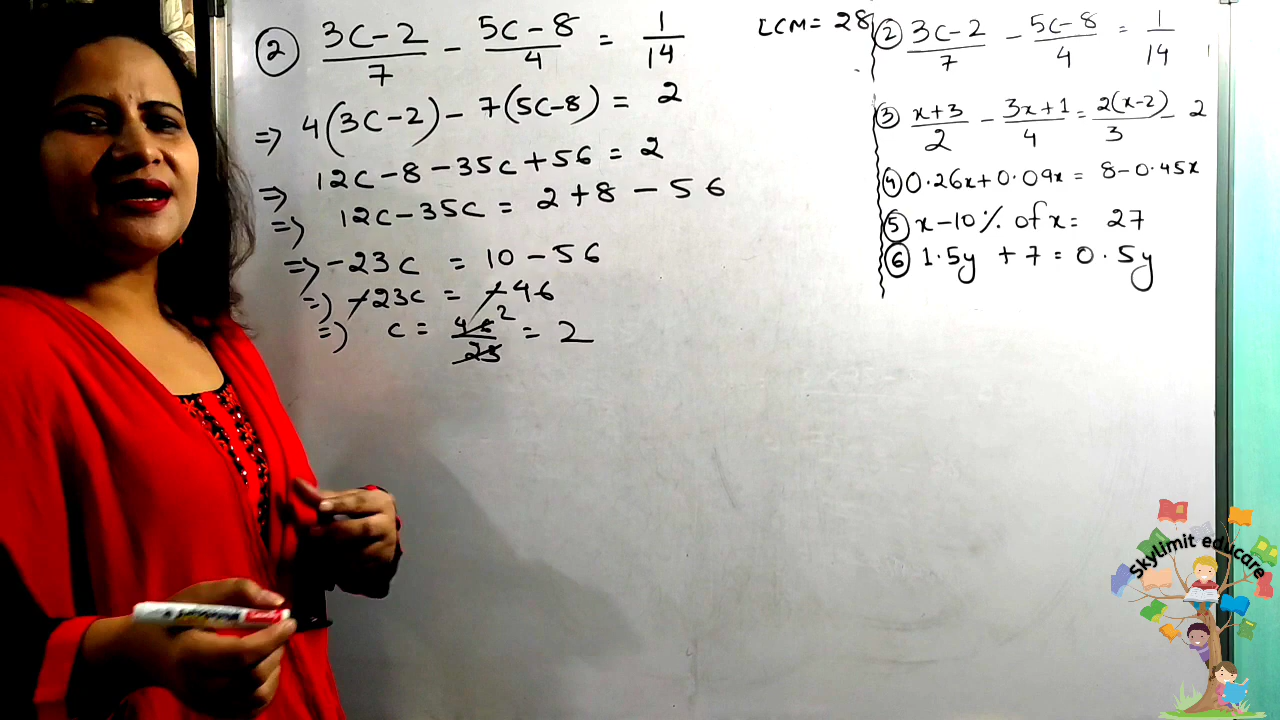 ② (3c-2)/7 - (5c-8)/4 = 1/14
LCM = 28
=> 4(3c-2) - 7(5c-8) = 2
=> 12c-8-35c+56 = 2
=> 12c-35c = 2+8-56
=> -23c = 10-56
=> -23c = -46
=> c = 46/23 2 = 2
② (3c-2)/7 - (5c-8)/4 = 1/14
③ (x+3)/2 - (3x+1)/4 = 2(x-2)/3 - 2
④ 0.26x+0.09x = 8-0.45x
⑤ x-10% of x = 27
⑥ 1.5y + 7 = 0.5y
Skylimit educare